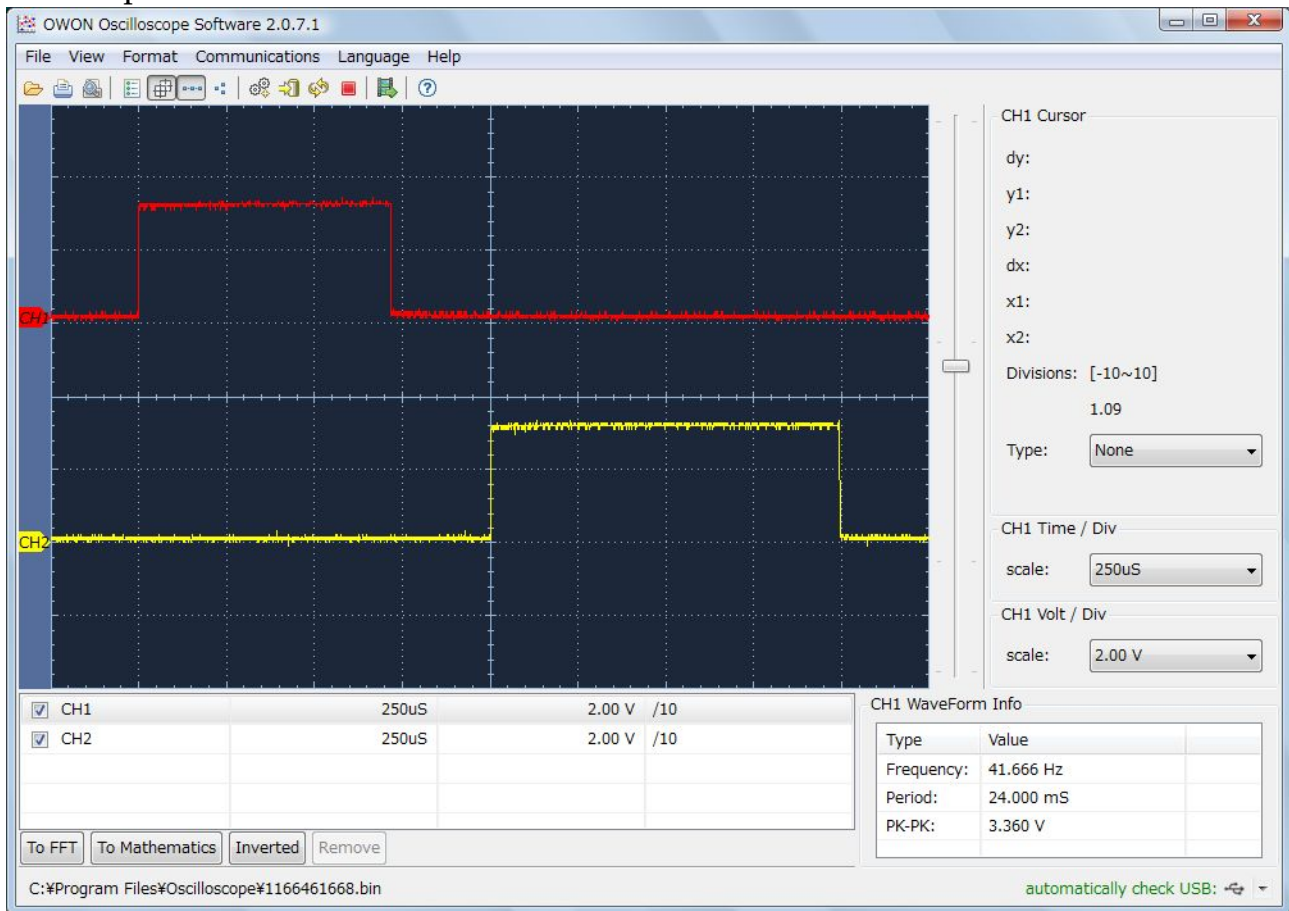 OWON Oscilloscope Software 2.0.7.1
File View Format Communications Language Help
CH1 Cursor
dy:
y1:
y2:
dx:
x1:
x2:
Divisions: [-10~10]
1.09
Type: None
CH1
CH2
CH1 Time / Div
scale: 250uS
CH1 Volt / Div
scale: 2.00 V
CH1 250uS 2.00 V /10
CH2 250uS 2.00 V /10
CH1 WaveForm Info
Type Value
Frequency: 41.666 Hz
Period: 24.000 mS
PK-PK: 3.360 V
To FFT To Mathematics Inverted Remove
C:¥Program Files¥Oscilloscope¥1166461668.bin
automatically check USB: